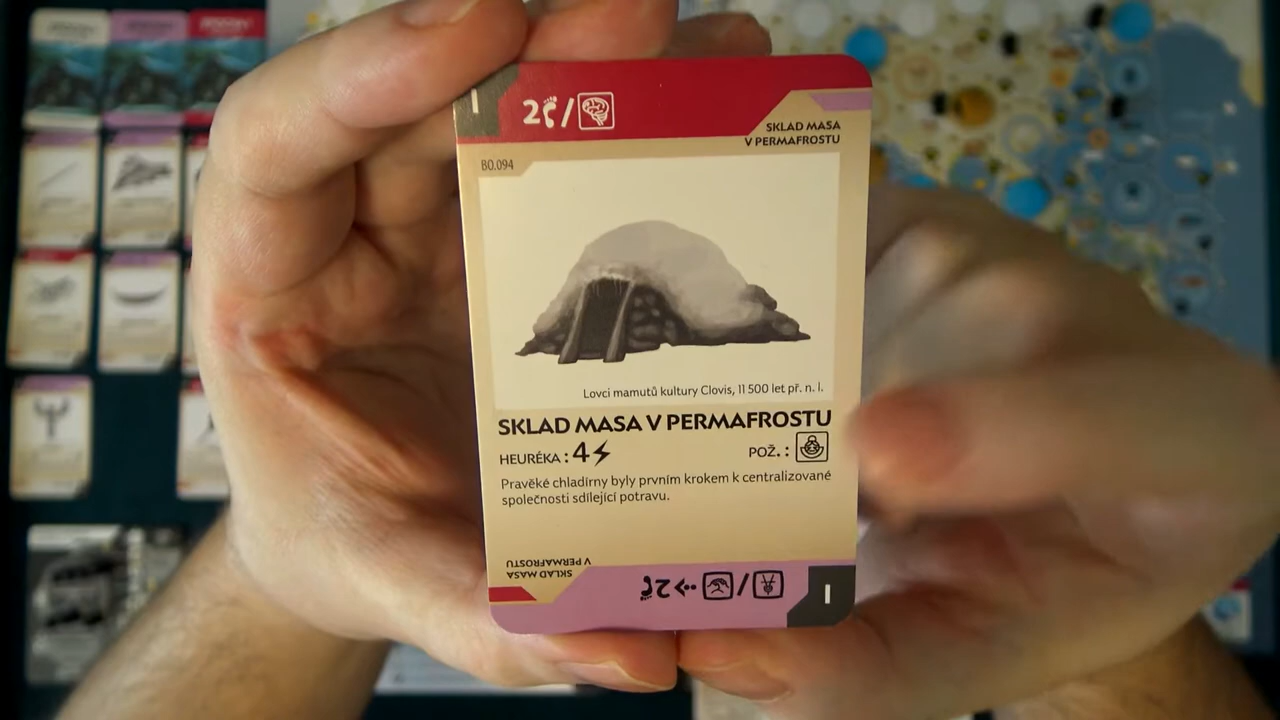 I
2 /
SKLAD MASA
V PERMAFROSTU
BO.094
Lovci mamutů kultury Clovis, 11 500 let př. n. l.
SKLAD MASA V PERMAFROSTU
HEURÉKA : 4
POŽ. :
Pravěké chladírny byly prvním krokem k centralizované
společnosti sdílející potravu.
SKLAD MASA
V PERMAFROSTU
/ 2
I